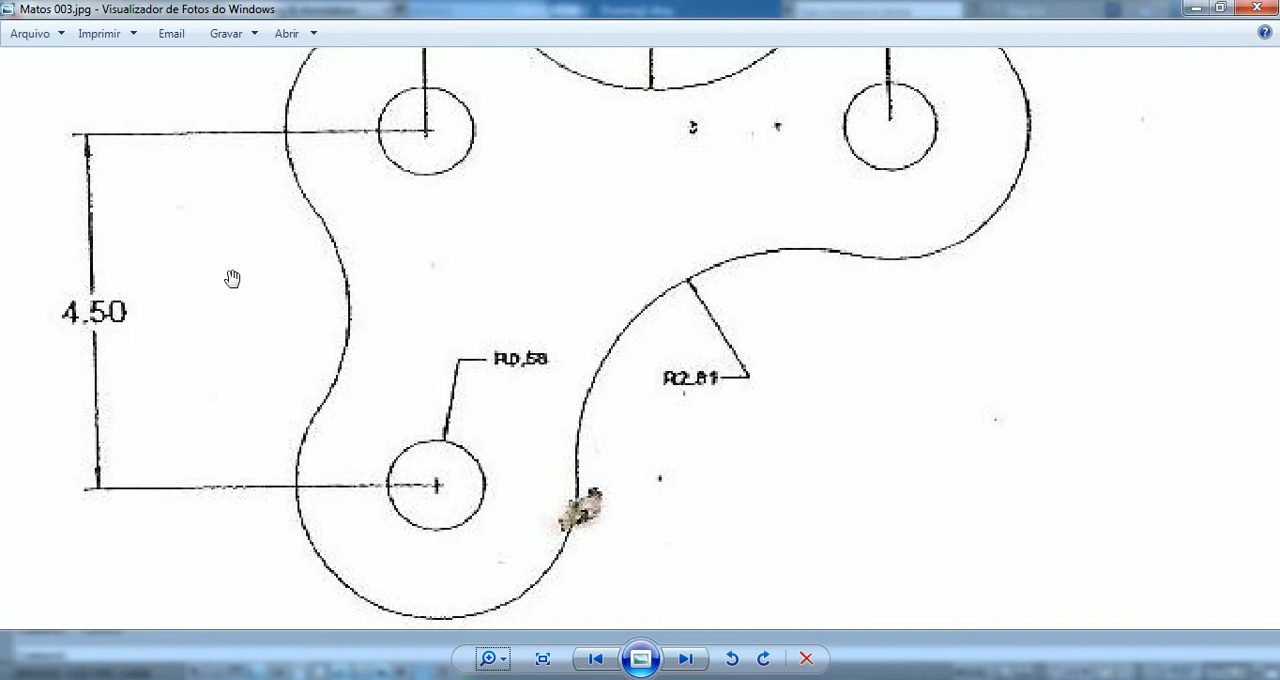 Matos 003.jpg - Visualizador de Fotos do Windows
Arquivo Imprimir Email Gravar Abrir
4.50
R0,58
R2.81